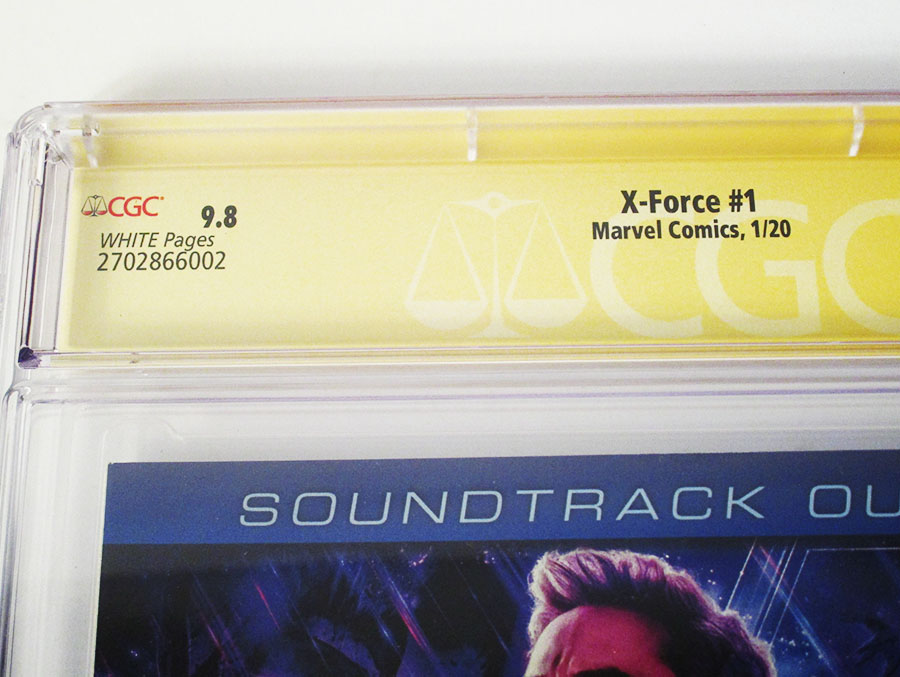 CGC
9.8
WHITE Pages
2702866002
X-Force #1
Marvel Comics, 1/20
CGC
SOUNDTRACK OU